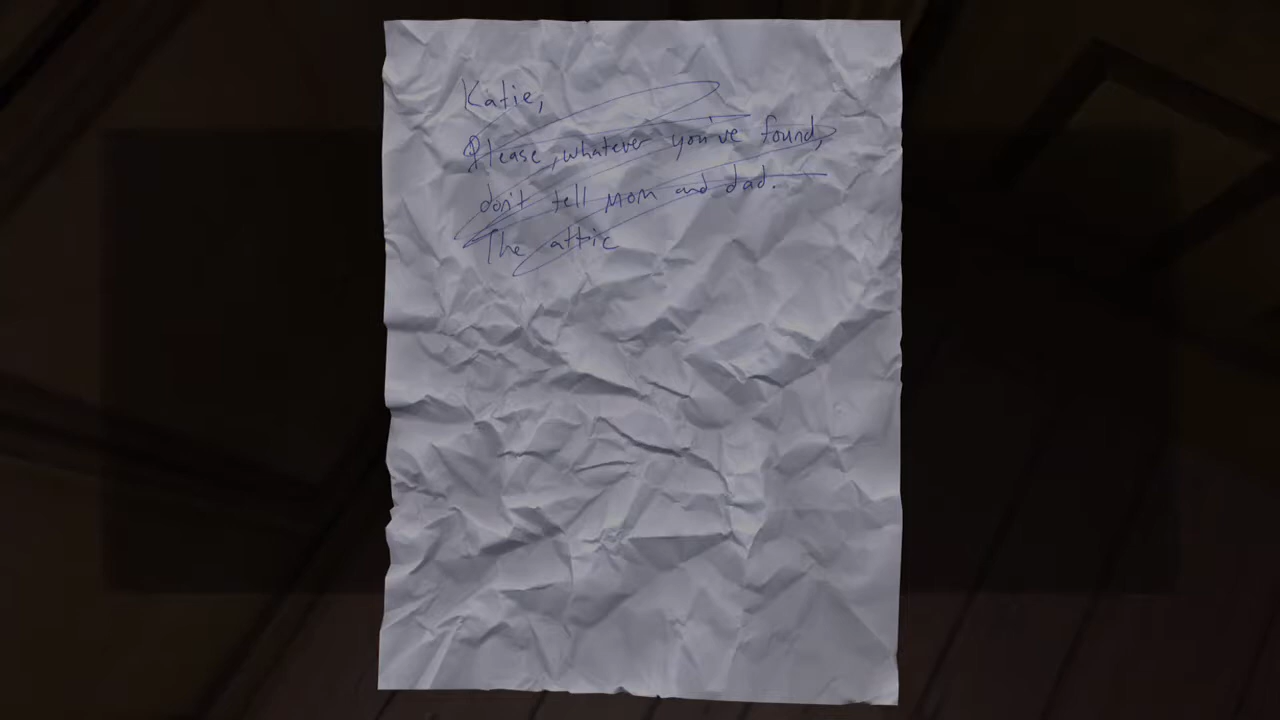 Katie,
Please, whatever you've found,
don't tell mom and dad.
The attic